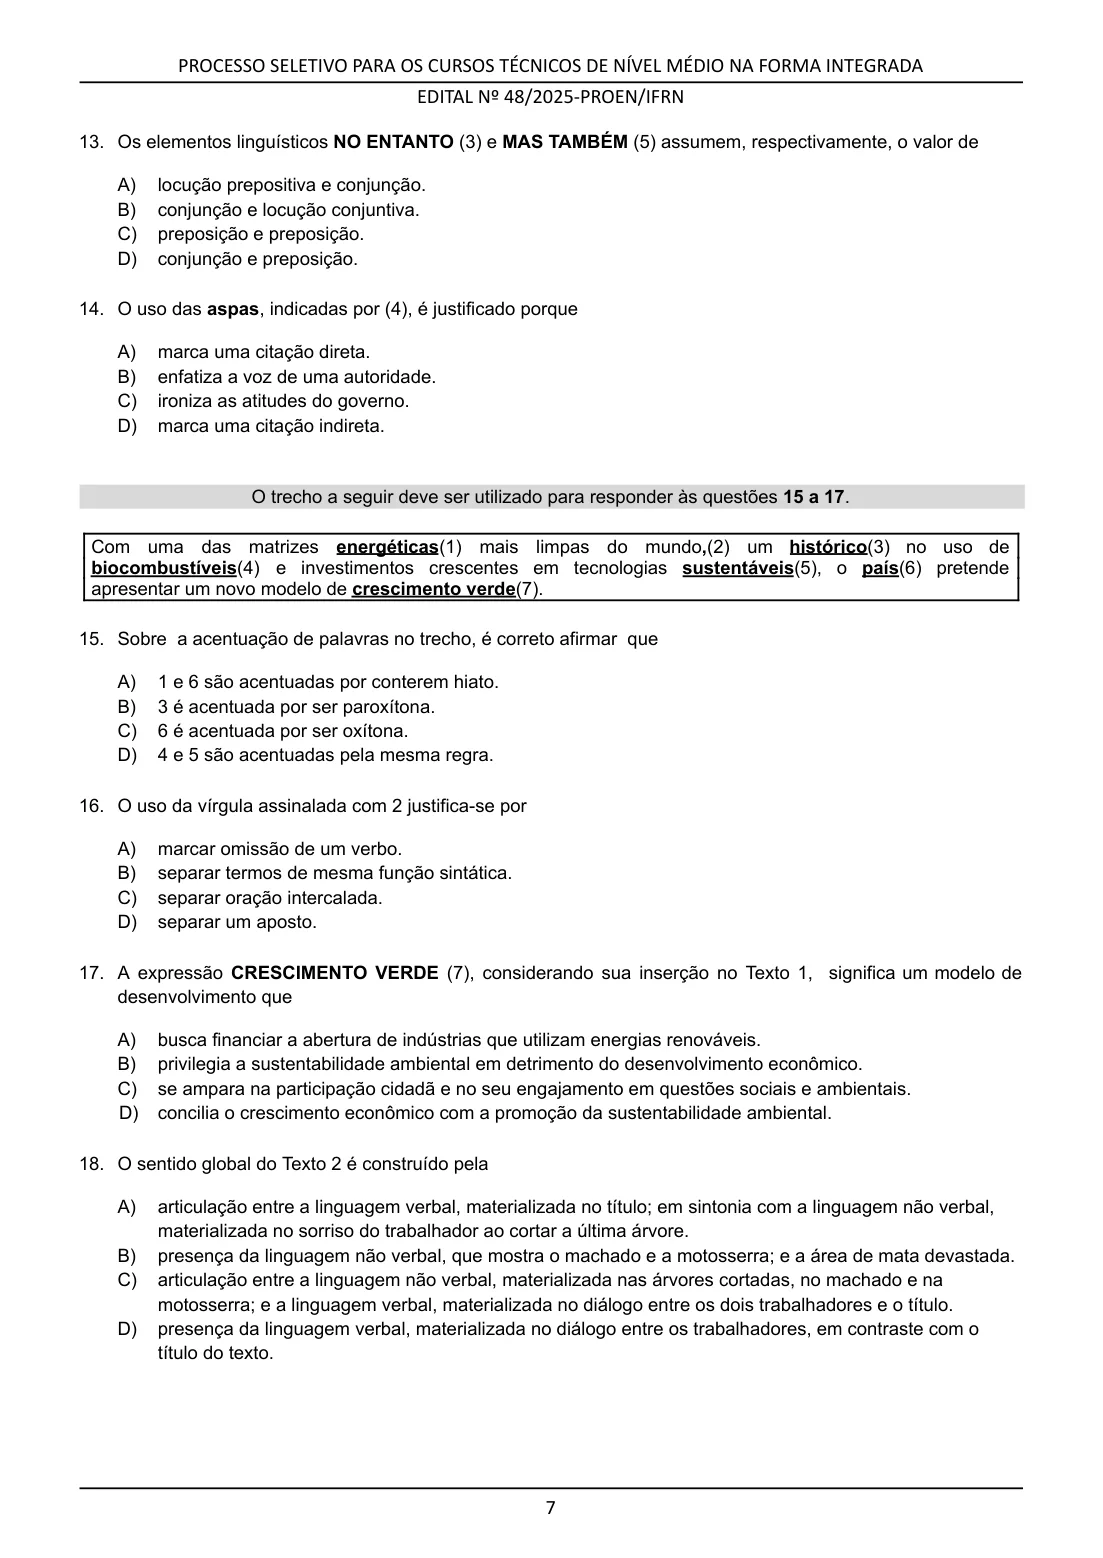 PROCESSO SELETIVO PARA OS CURSOS TÉCNICOS DE NÍVEL MÉDIO NA FORMA INTEGRADA
EDITAL Nº 48/2025-PROEN/IFRN
13. Os elementos linguísticos NO ENTANTO (3) e MAS TAMBÉM (5) assumem, respectivamente, o valor de
A) locução prepositiva e conjunção.
B) conjunção e locução conjuntiva.
C) preposição e preposição.
D) conjunção e preposição.
14. O uso das aspas, indicadas por (4), é justificado porque
A) marca uma citação direta.
B) enfatiza a voz de uma autoridade.
C) ironiza as atitudes do governo.
D) marca uma citação indireta.
O trecho a seguir deve ser utilizado para responder às questões 15 a 17.
Com uma das matrizes energéticas(1) mais limpas do mundo,(2) um histórico(3) no uso de
biocombustíveis(4) e investimentos crescentes em tecnologias sustentáveis(5), o país(6) pretende
apresentar um novo modelo de crescimento verde(7).
15. Sobre a acentuação de palavras no trecho, é correto afirmar que
A) 1 e 6 são acentuadas por conterem hiato.
B) 3 é acentuada por ser paroxítona.
C) 6 é acentuada por ser oxítona.
D) 4 e 5 são acentuadas pela mesma regra.
16. O uso da vírgula assinalada com 2 justifica-se por
A) marcar omissão de um verbo.
B) separar termos de mesma função sintática.
C) separar oração intercalada.
D) separar um aposto.
17. A expressão CRESCIMENTO VERDE (7), considerando sua inserção no Texto 1, significa um modelo de
desenvolvimento que
A) busca financiar a abertura de indústrias que utilizam energias renováveis.
B) privilegia a sustentabilidade ambiental em detrimento do desenvolvimento econômico.
C) se ampara na participação cidadã e no seu engajamento em questões sociais e ambientais.
D) concilia o crescimento econômico com a promoção da sustentabilidade ambiental.
18. O sentido global do Texto 2 é construído pela
A) articulação entre a linguagem verbal, materializada no título; em sintonia com a linguagem não verbal,
materializada no sorriso do trabalhador ao cortar a última árvore.
B) presença da linguagem não verbal, que mostra o machado e a motosserra; e a área de mata devastada.
C) articulação entre a linguagem não verbal, materializada nas árvores cortadas, no machado e na
motosserra; e a linguagem verbal, materializada no diálogo entre os dois trabalhadores e o título.
D) presença da linguagem verbal, materializada no diálogo entre os trabalhadores, em contraste com o
título do texto.
7